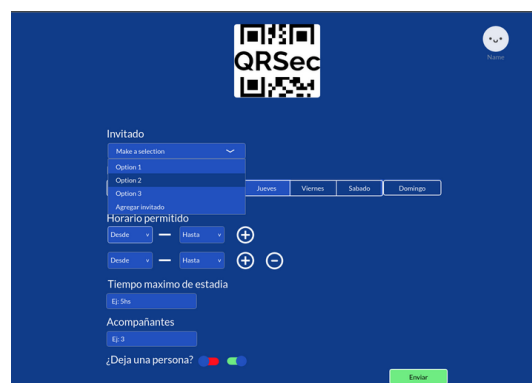 QRSec
Name
Invitado
Make a selection
Option 1
Option 2
Option 3
Agregar invitado
Jueves Viernes Sabado Domingo
Horario permitido
Desde v Hasta v
Desde v Hasta v
Tiempo maximo de estadia
Ej: 5hs
Acompañantes
Ej: 3
¿Deja una persona?
Enviar